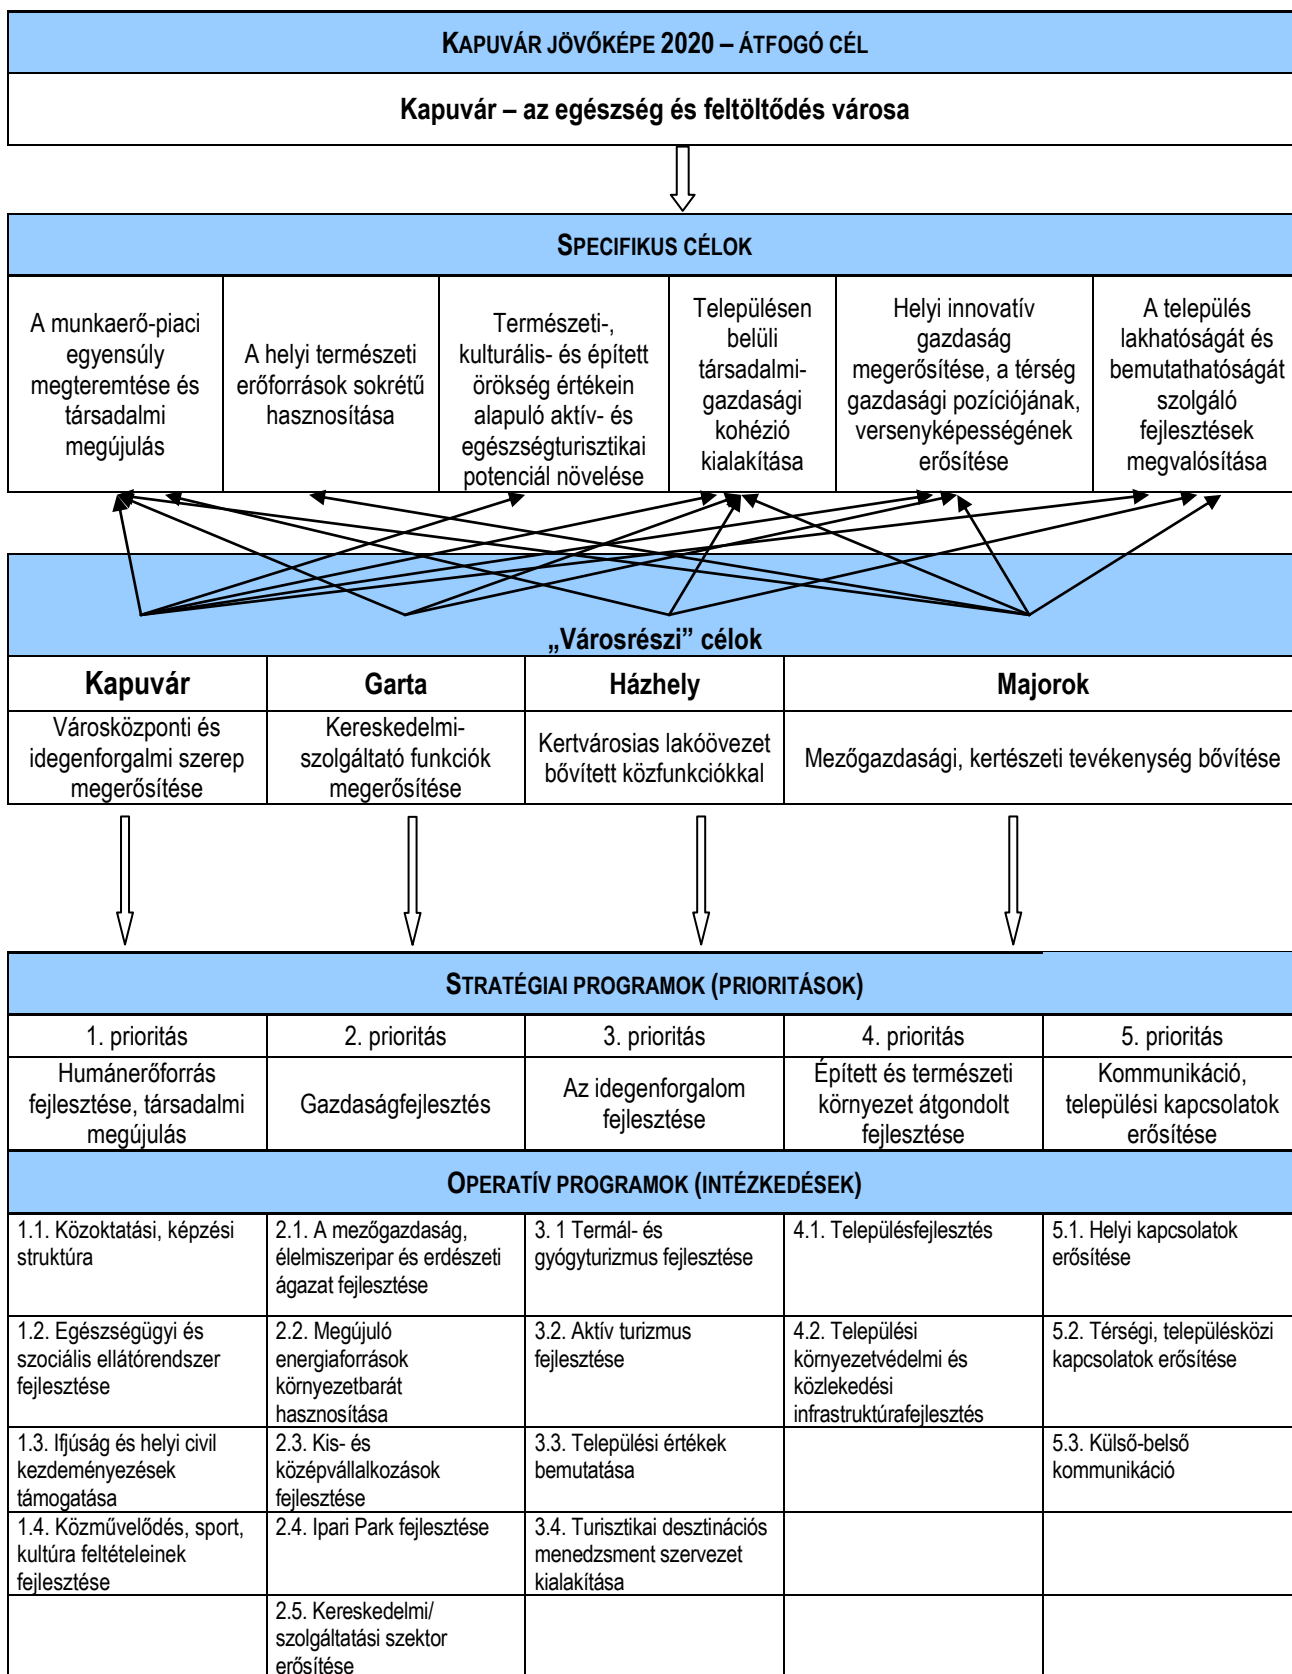 KAPUVÁR JÖVŐKÉPE 2020 – ÁTFOGÓ CÉL
Kapuvár – az egészség és feltöltődés városa
SPECIFIKUS CÉLOK
A munkaerő-piaci
egyensúly
megteremtése és
társadalmi
megújulás
A helyi természeti
erőforrások sokrétű
hasznosítása
Természeti-,
kulturális- és épített
örökség értékein
alapuló aktív- és
egészségturisztikai
potenciál növelése
Településen
belüli
társadalmi-
gazdasági
kohézió
kialakítása
Helyi innovatív
gazdaság
megerősítése, a térség
gazdasági pozíciójának,
versenyképességének
erősítése
A település
lakhatóságát és
bemutathatóságát
szolgáló
fejlesztések
megvalósítása
„Városrészi” célok
Kapuvár
Garta
Házhely
Majorok
Városközponti és
idegenforgalmi szerep
megerősítése
Kereskedelmi-
szolgáltató funkciók
megerősítése
Kertvárosias lakóövezet
bővített közfunkciókkal
Mezőgazdasági, kertészeti tevékenység bővítése
STRATÉGIAI PROGRAMOK (PRIORITÁSOK)
1. prioritás
2. prioritás
3. prioritás
4. prioritás
5. prioritás
Humánerőforrás
fejlesztése, társadalmi
megújulás
Gazdaságfejlesztés
Az idegenforgalom
fejlesztése
Épített és természeti
környezet átgondolt
fejlesztése
Kommunikáció,
települési kapcsolatok
erősítése
OPERATÍV PROGRAMOK (INTÉZKEDÉSEK)
1.1. Közoktatási, képzési
struktúra
2.1. A mezőgazdaság,
élelmiszeripar és erdészeti
ágazat fejlesztése
3. 1 Termál- és
gyógyturizmus fejlesztése
4.1. Településfejlesztés
5.1. Helyi kapcsolatok
erősítése
1.2. Egészségügyi és
szociális ellátórendszer
fejlesztése
2.2. Megújuló
energiaforrások
környezetbarát
hasznosítása
3.2. Aktív turizmus
fejlesztése
4.2. Települési
környezetvédelmi és
közlekedési
infrastruktúrafejlesztés
5.2. Térségi, településközi
kapcsolatok erősítése
1.3. Ifjúság és helyi civil
kezdeményezések
támogatása
2.3. Kis- és
középvállalkozások
fejlesztése
3.3. Települési értékek
bemutatása
5.3. Külső-belső
kommunikáció
1.4. Közművelődés, sport,
kultúra feltételeinek
fejlesztése
2.4. Ipari Park fejlesztése
3.4. Turisztikai desztinációs
menedzsment szervezet
kialakítása
2.5. Kereskedelmi/
szolgáltatási szektor
erősítése